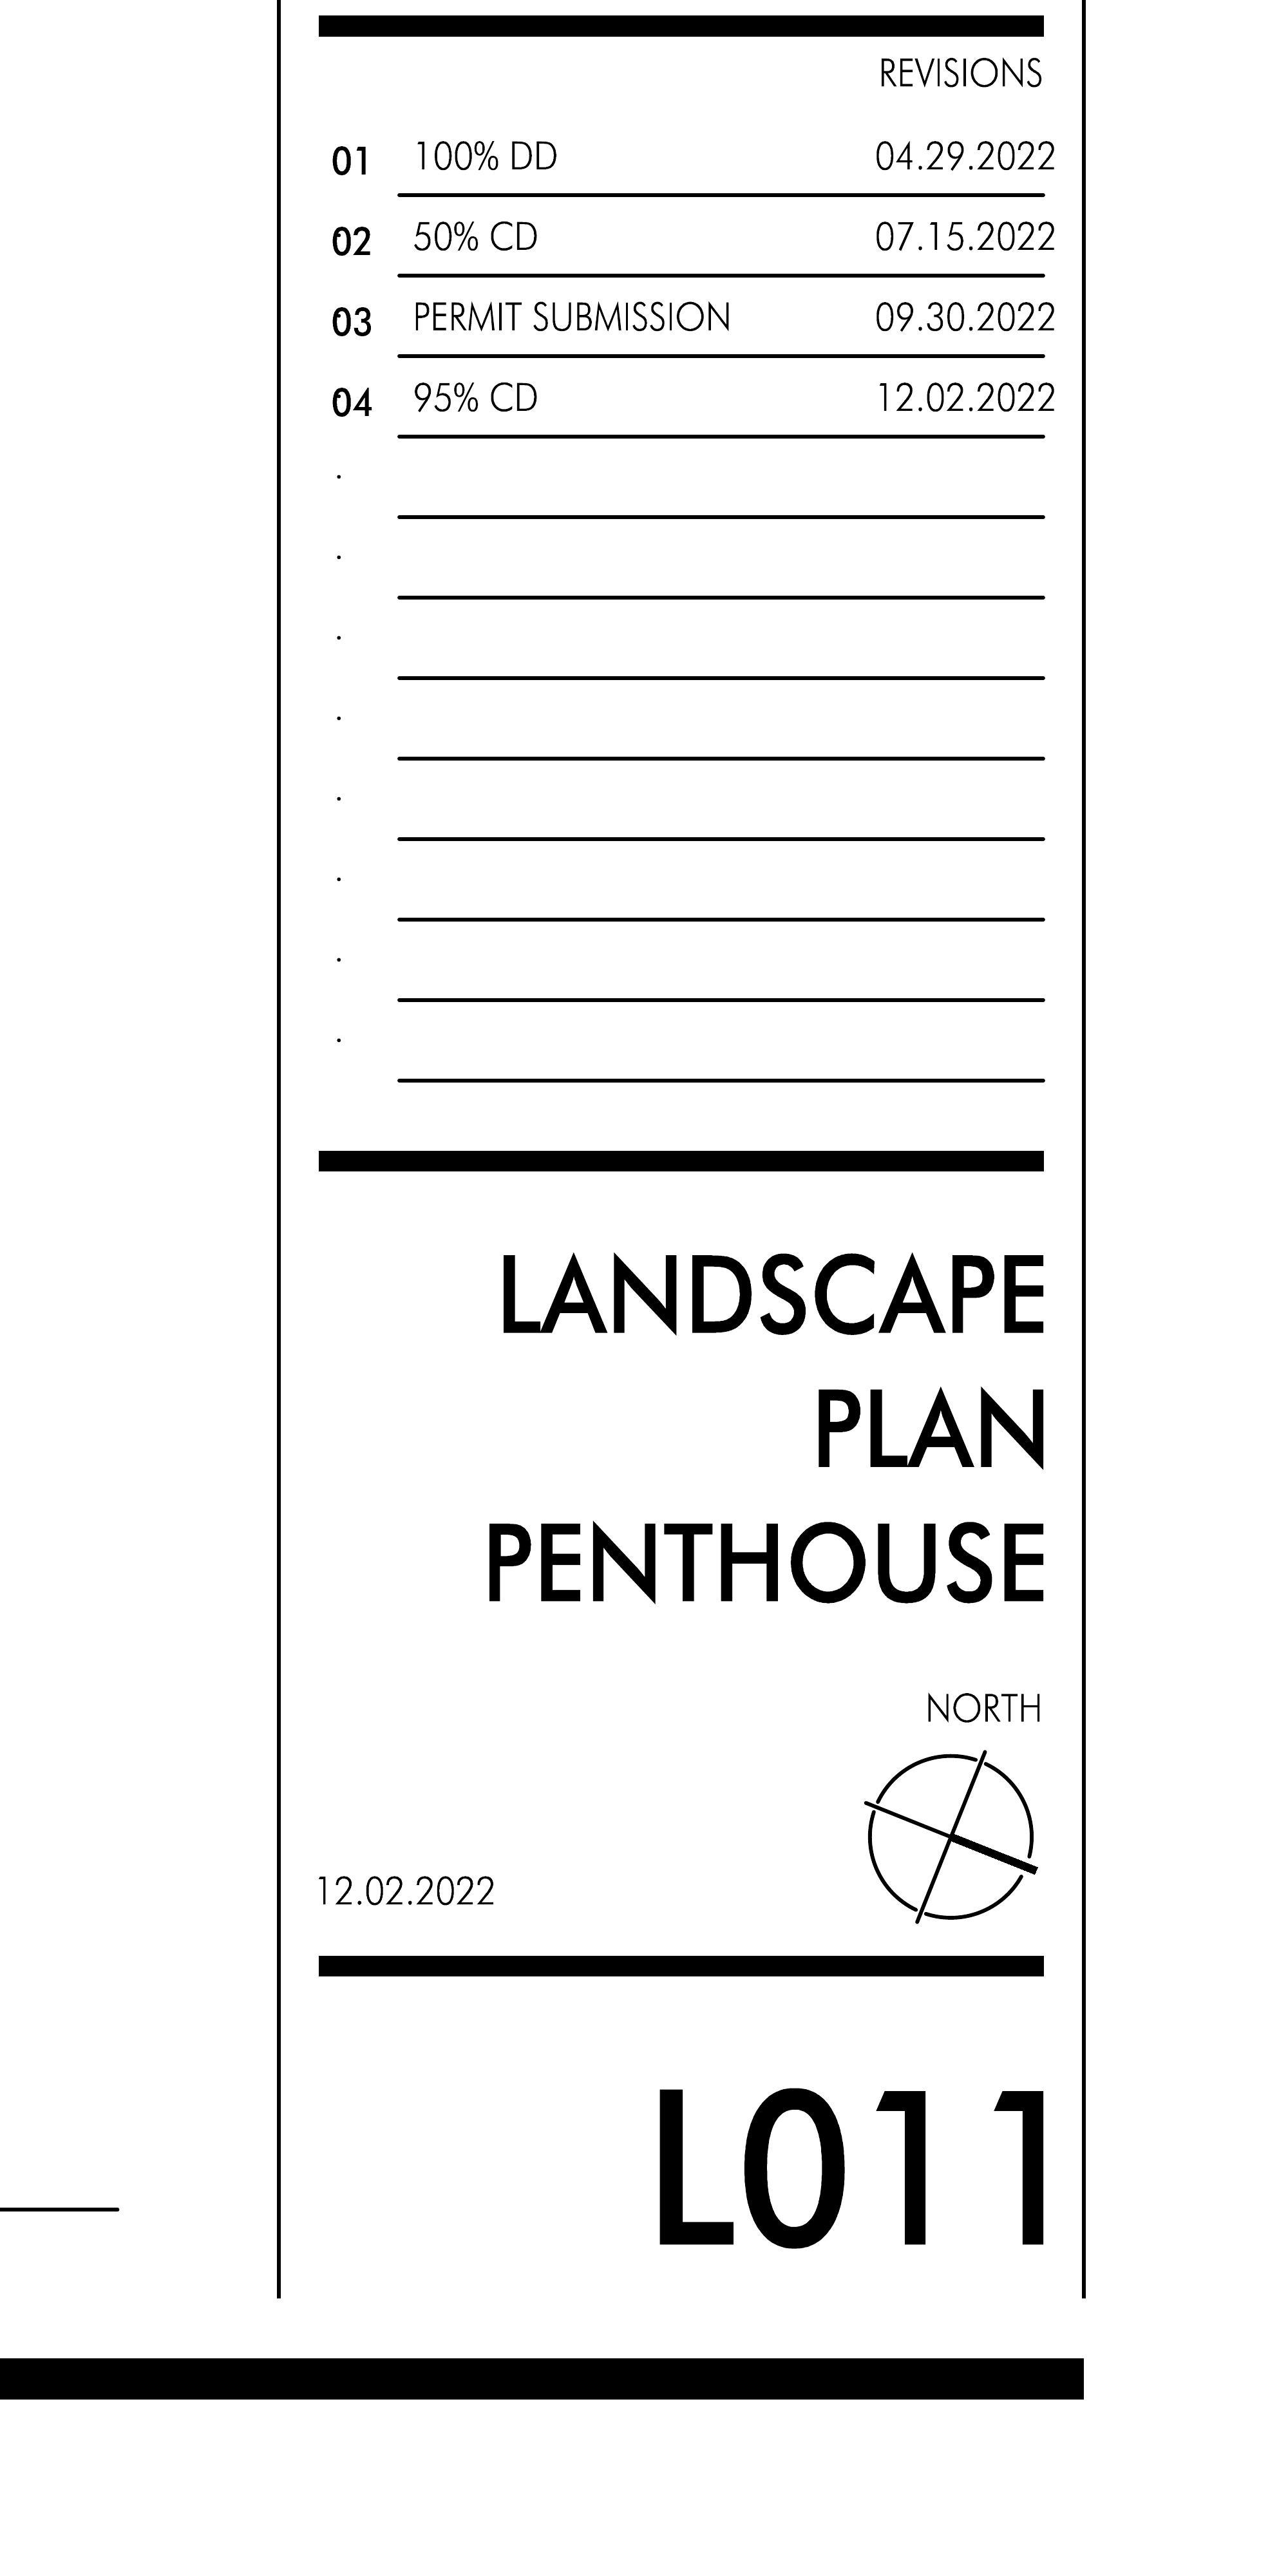 REVISIONS
01 100% DD 04.29.2022
02 50% CD 07.15.2022
03 PERMIT SUBMISSION 09.30.2022
04 95% CD 12.02.2022
.
.
.
.
.
.
.
.
LANDSCAPE
PLAN
PENTHOUSE
NORTH
12.02.2022
L011